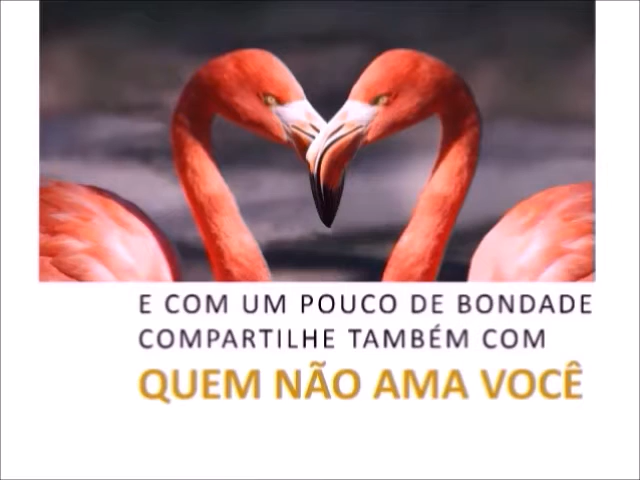 E COM UM POUCO DE BONDADE
COMPARTILHE TAMBÉM COM
QUEM NÃO AMA VOCÊ